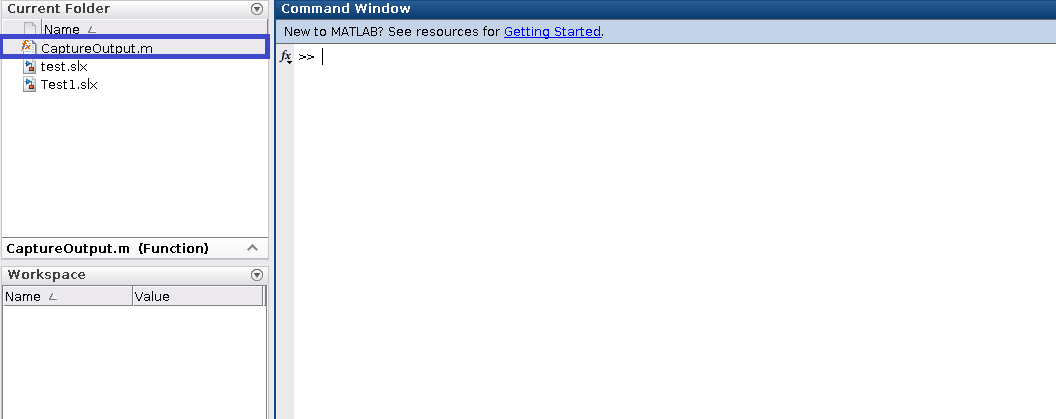 Current Folder
Name
CaptureOutput.m
test.slx
Test1.slx
CaptureOutput.m (Function)
Workspace
Name Value
Command Window
New to MATLAB? See resources for Getting Started.
fx >>